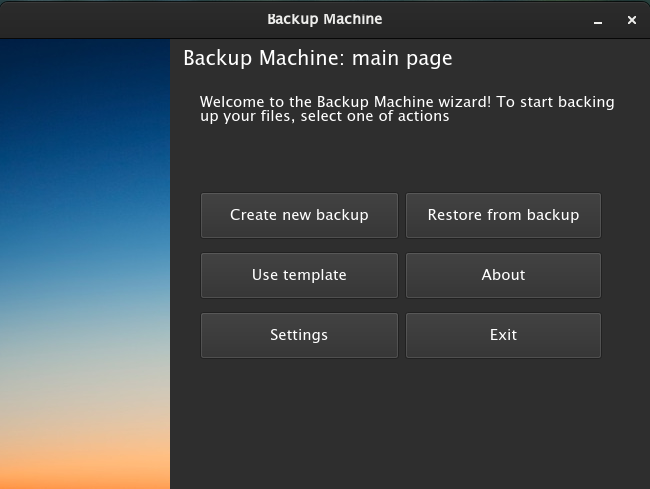 Backup Machine
Backup Machine: main page
Welcome to the Backup Machine wizard! To start backing
up your files, select one of actions
Create new backup
Restore from backup
Use template
About
Settings
Exit